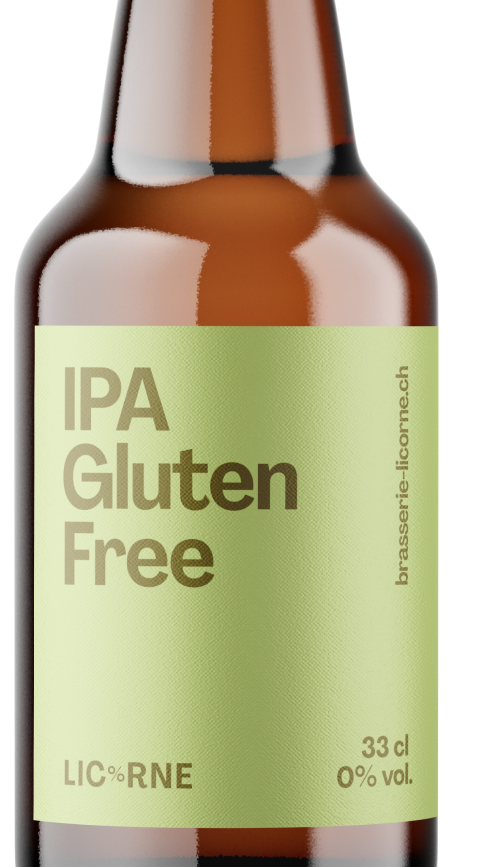 IPA
Gluten
Free
brasserie-licorne.ch
LIC%RNE
33 cl
0% vol.